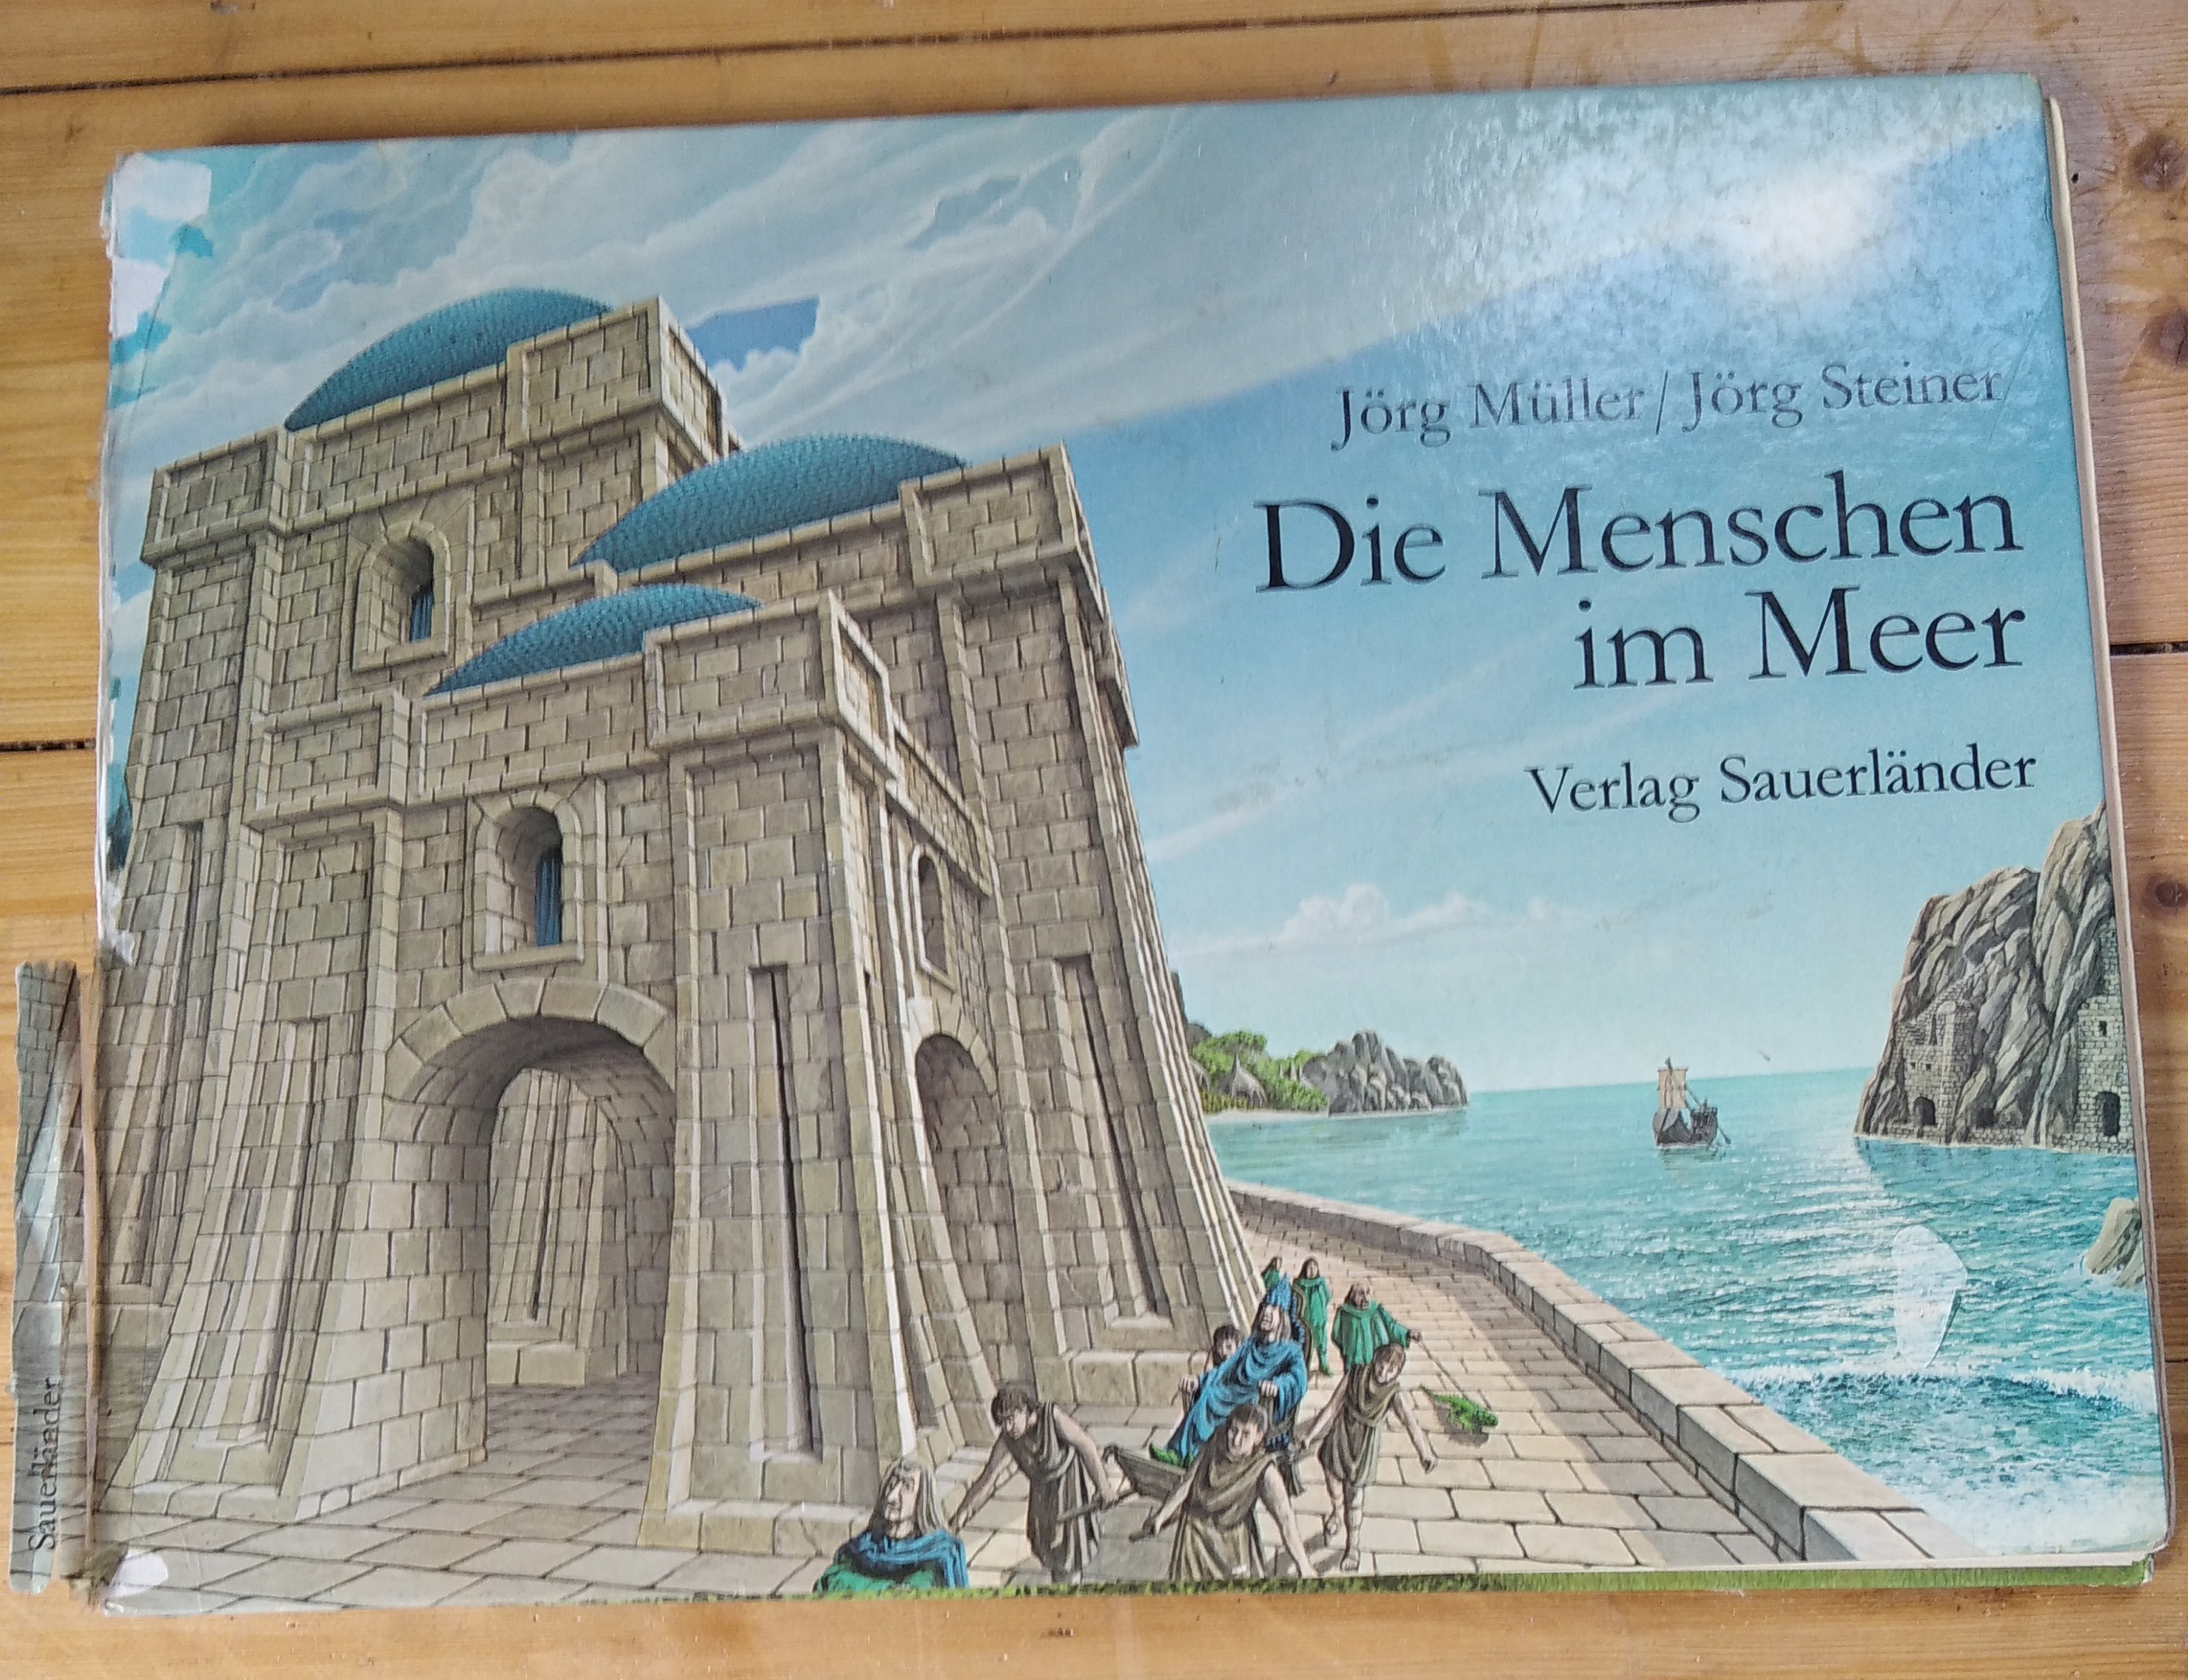 Jörg Müller/Jörg Steiner
Die Menschen
im Meer
Verlag Sauerländer
Sauerländer